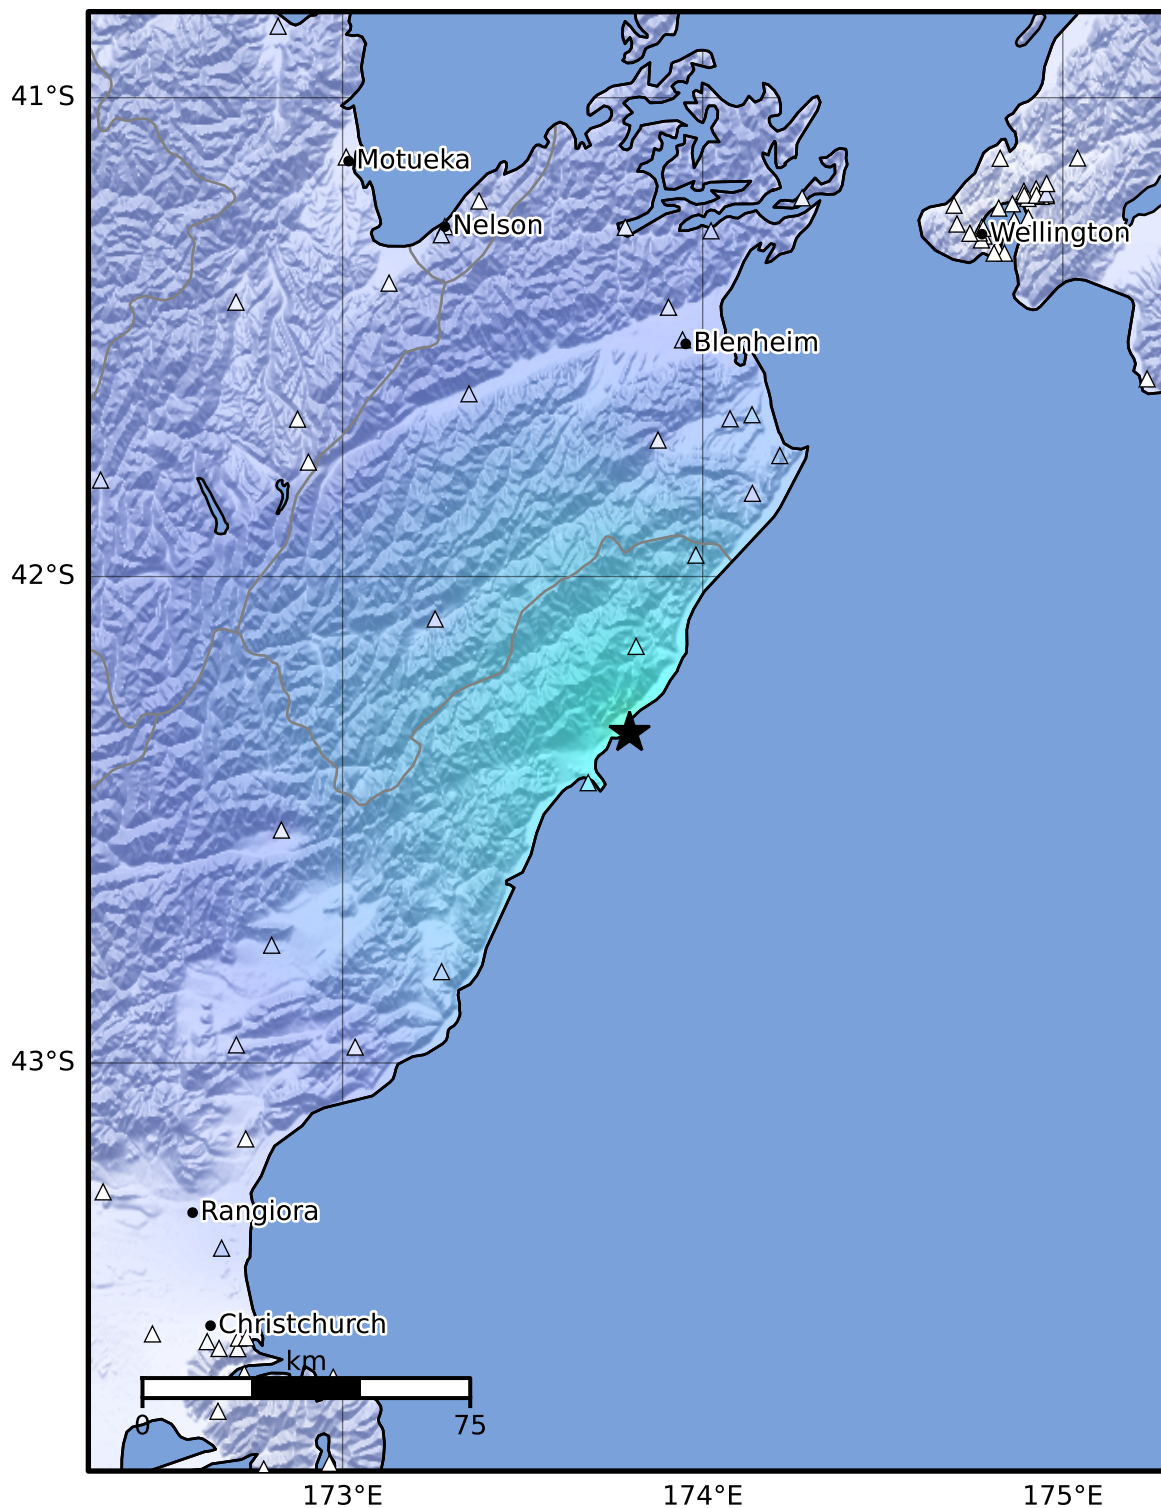 41°S
Motueka
Nelson
Wellington
Blenheim
42°S
43°S
Rangiora
Christchurch
km
0 75
173°E 174°E 175°E